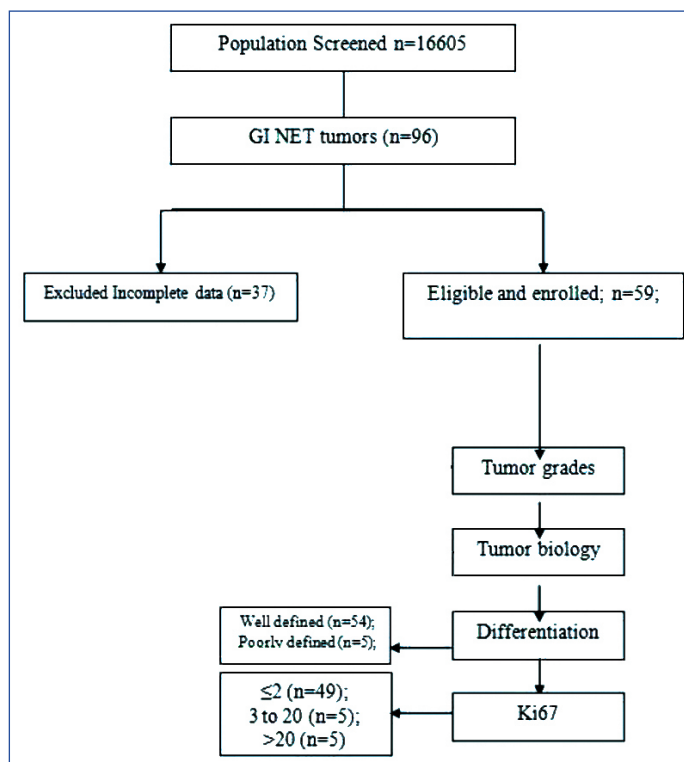 Population Screened n=16605
GI NET tumors (n=96)
Excluded Incomplete data (n=37)
Eligible and enrolled; n=59;
Tumor grades
Tumor biology
Well defined (n=54);
Poorly defined (n=5);
Differentiation
≤2 (n=49);
3 to 20 (n=5);
>20 (n=5)
Ki67